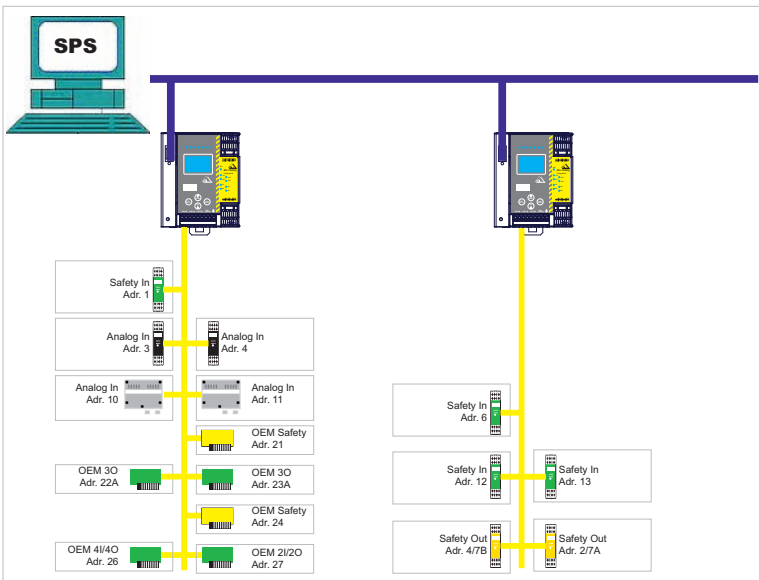 SPS
Safety In
Adr. 1
Analog In
Adr. 3
Analog In
Adr. 4
Analog In
Adr. 10
Analog In
Adr. 11
OEM Safety
Adr. 21
OEM 3O
Adr. 22A
OEM 3O
Adr. 23A
OEM Safety
Adr. 24
OEM 4I/4O
Adr. 26
OEM 2I/2O
Adr. 27
Safety In
Adr. 6
Safety In
Adr. 12
Safety In
Adr. 13
Safety Out
Adr. 4/7B
Safety Out
Adr. 2/7A